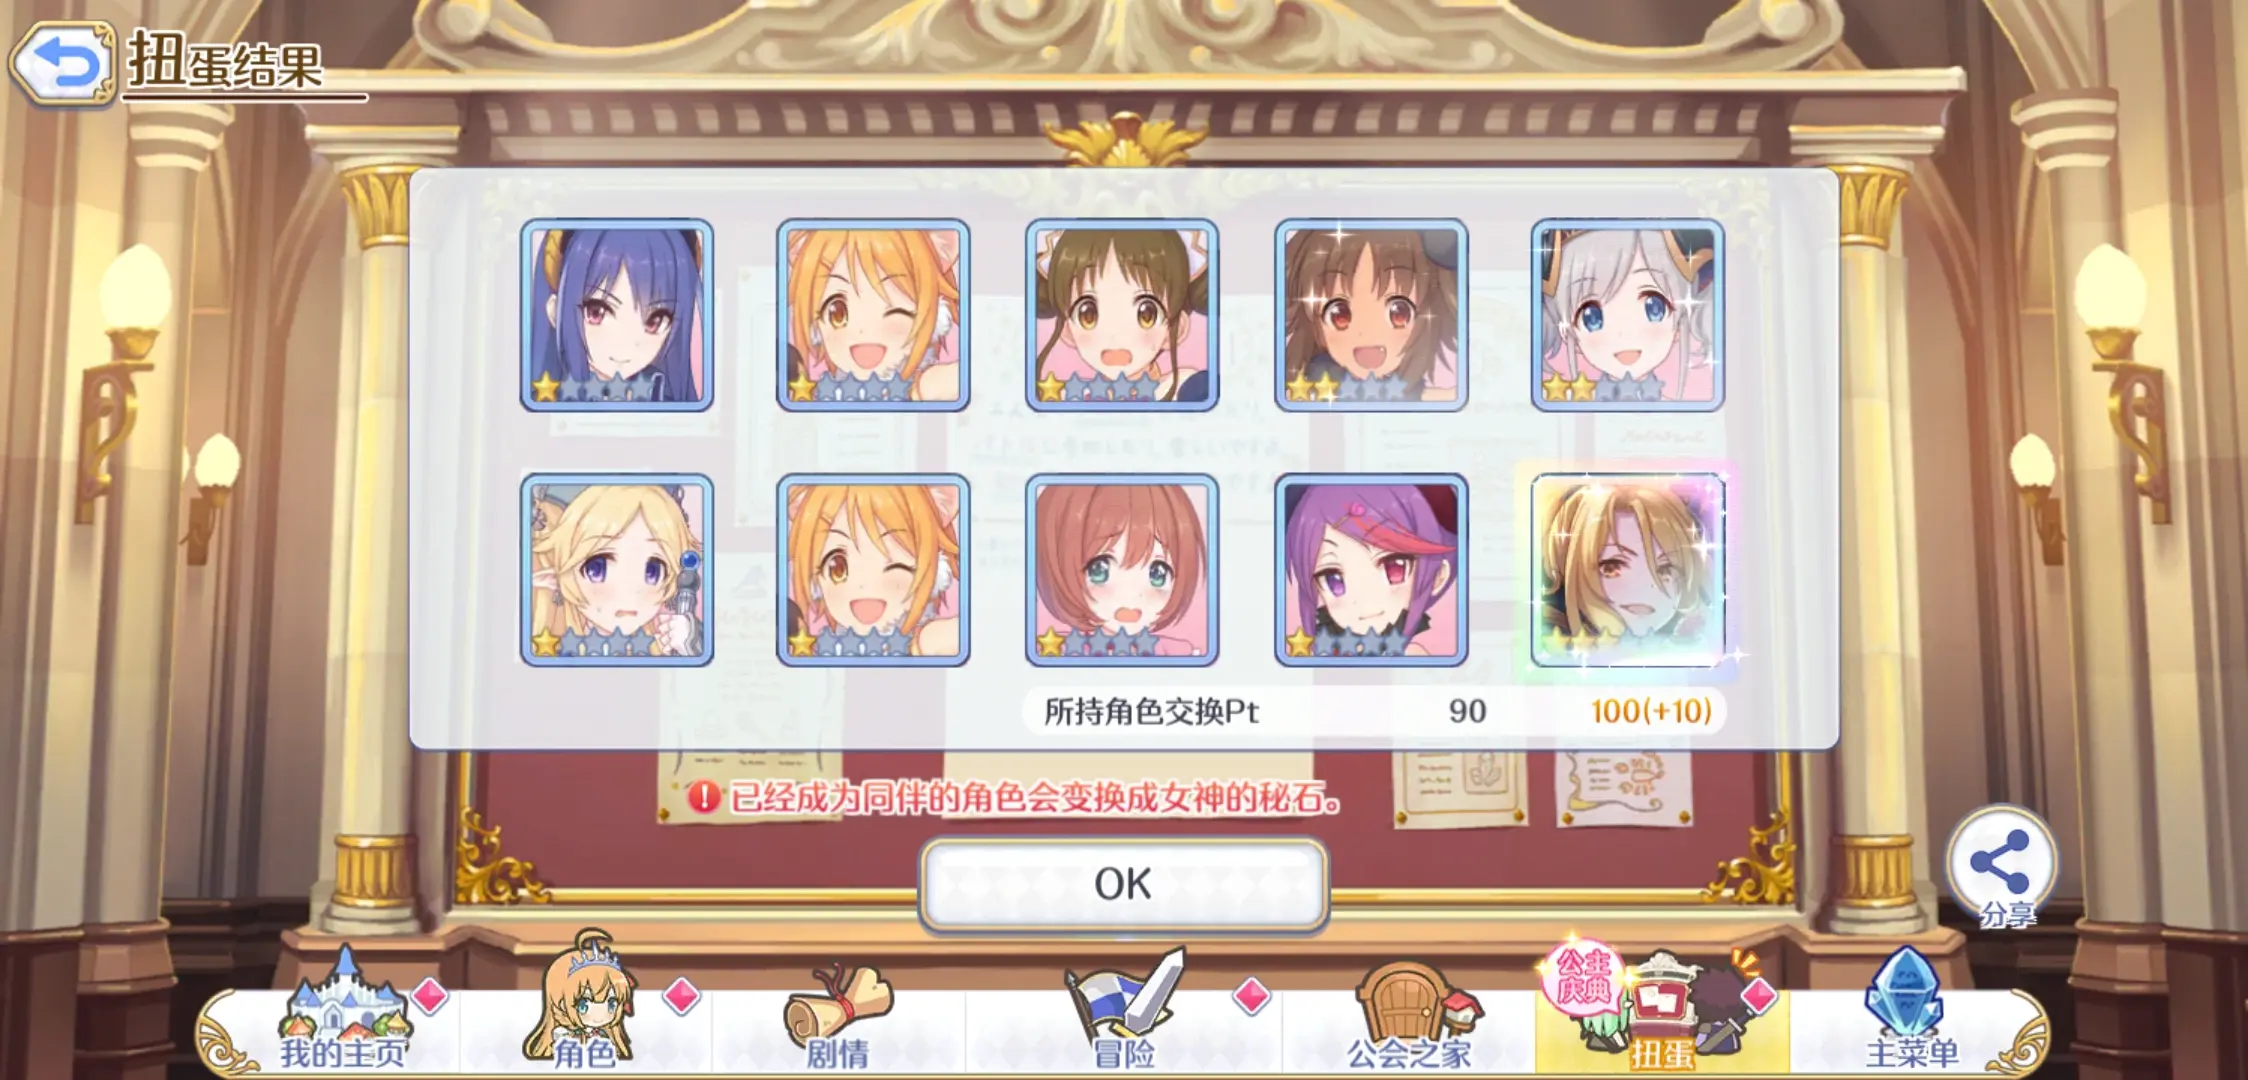 扭蛋结果
所持角色交换Pt 90 100(+10)
已经成为同伴的角色会变换成女神的秘石。
OK
分享
公主
庆典
我的主页 角色 剧情 冒险 公会之家 扭蛋 主菜单